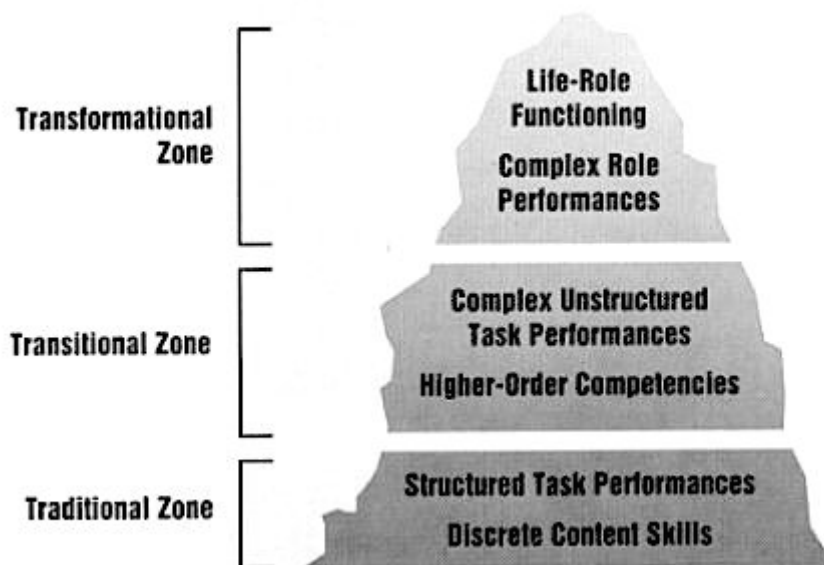 Transformational
Zone
Life-Role
Functioning
Complex Role
Performances
Transitional Zone
Complex Unstructured
Task Performances
Higher-Order Competencies
Traditional Zone
Structured Task Performances
Discrete Content Skills